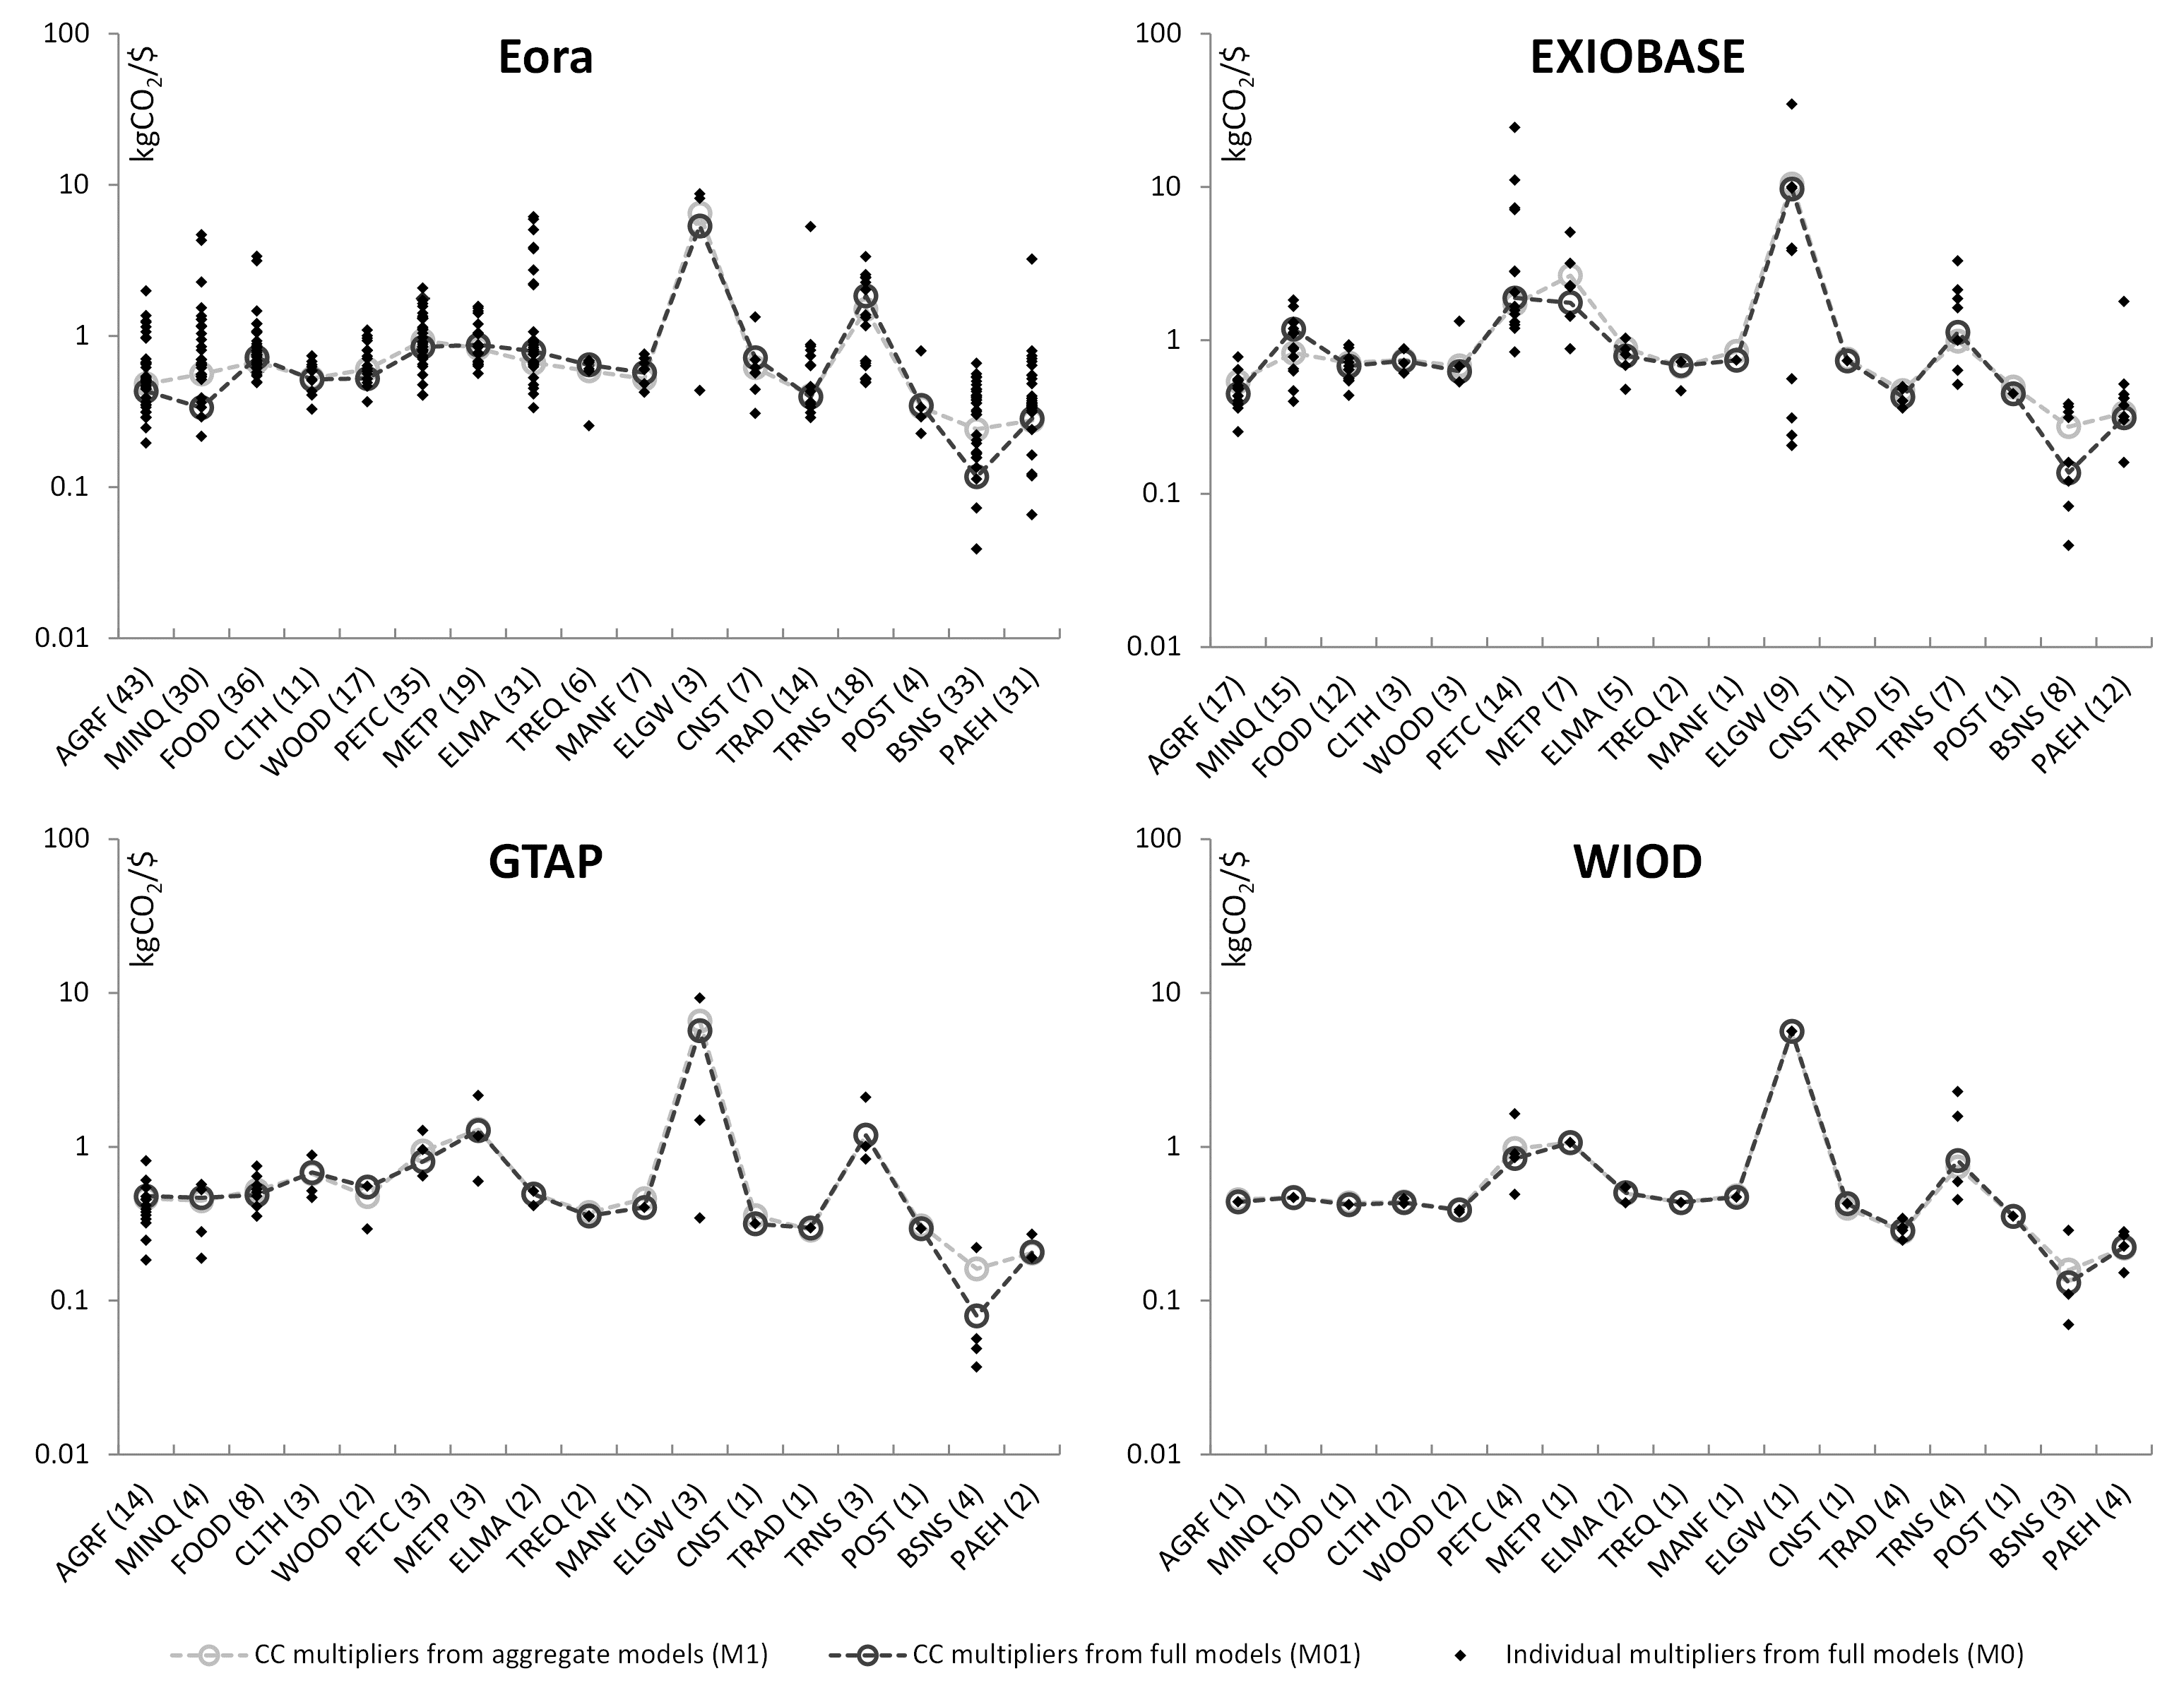 Eora
kgCO2/$
100
10
1
0.1
0.01
AGRF (43)
MINQ (30)
FOOD (36)
CLTH (11)
WOOD (17)
PETC (35)
METP (19)
ELMA (31)
TREQ (6)
MANF (7)
ELGW (3)
CNST (7)
TRAD (14)
TRNS (18)
POST (4)
BSNS (33)
PAEH (31)
EXIOBASE
kgCO2/$
100
10
1
0.1
0.01
AGRF (17)
MINQ (15)
FOOD (12)
CLTH (3)
WOOD (3)
PETC (14)
METP (7)
ELMA (5)
TREQ (2)
MANF (1)
ELGW (9)
CNST (1)
TRAD (5)
TRNS (7)
POST (1)
BSNS (8)
PAEH (12)
GTAP
kgCO2/$
100
10
1
0.1
0.01
AGRF (14)
MINQ (4)
FOOD (8)
CLTH (3)
WOOD (2)
PETC (3)
METP (3)
ELMA (2)
TREQ (2)
MANF (1)
ELGW (3)
CNST (1)
TRAD (1)
TRNS (3)
POST (1)
BSNS (4)
PAEH (2)
WIOD
kgCO2/$
100
10
1
0.1
0.01
AGRF (1)
MINQ (1)
FOOD (1)
CLTH (2)
WOOD (2)
PETC (4)
METP (1)
ELMA (2)
TREQ (1)
MANF (1)
ELGW (1)
CNST (1)
TRAD (4)
TRNS (4)
POST (1)
BSNS (3)
PAEH (4)
CC multipliers from aggregate models (M1)
CC multipliers from full models (M01)
Individual multipliers from full models (M0)